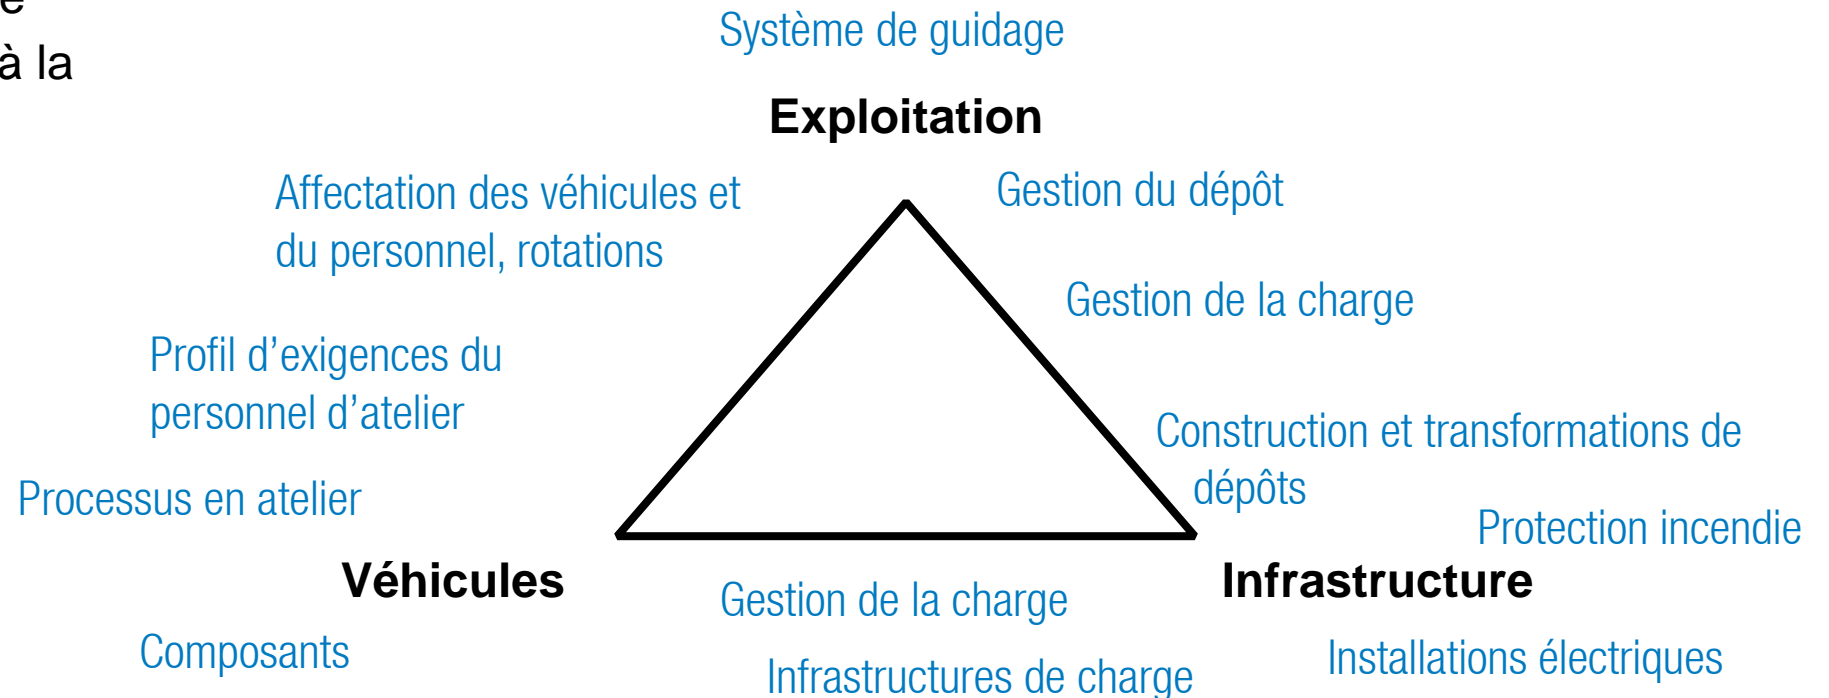 e
à la
Système de guidage
Exploitation
Affectation des véhicules et
du personnel, rotations
Gestion du dépôt
Gestion de la charge
Profil d’exigences du
personnel d’atelier
Construction et transformations de
dépôts
Processus en atelier
Protection incendie
Véhicules
Infrastructure
Gestion de la charge
Composants
Installations électriques
Infrastructures de charge